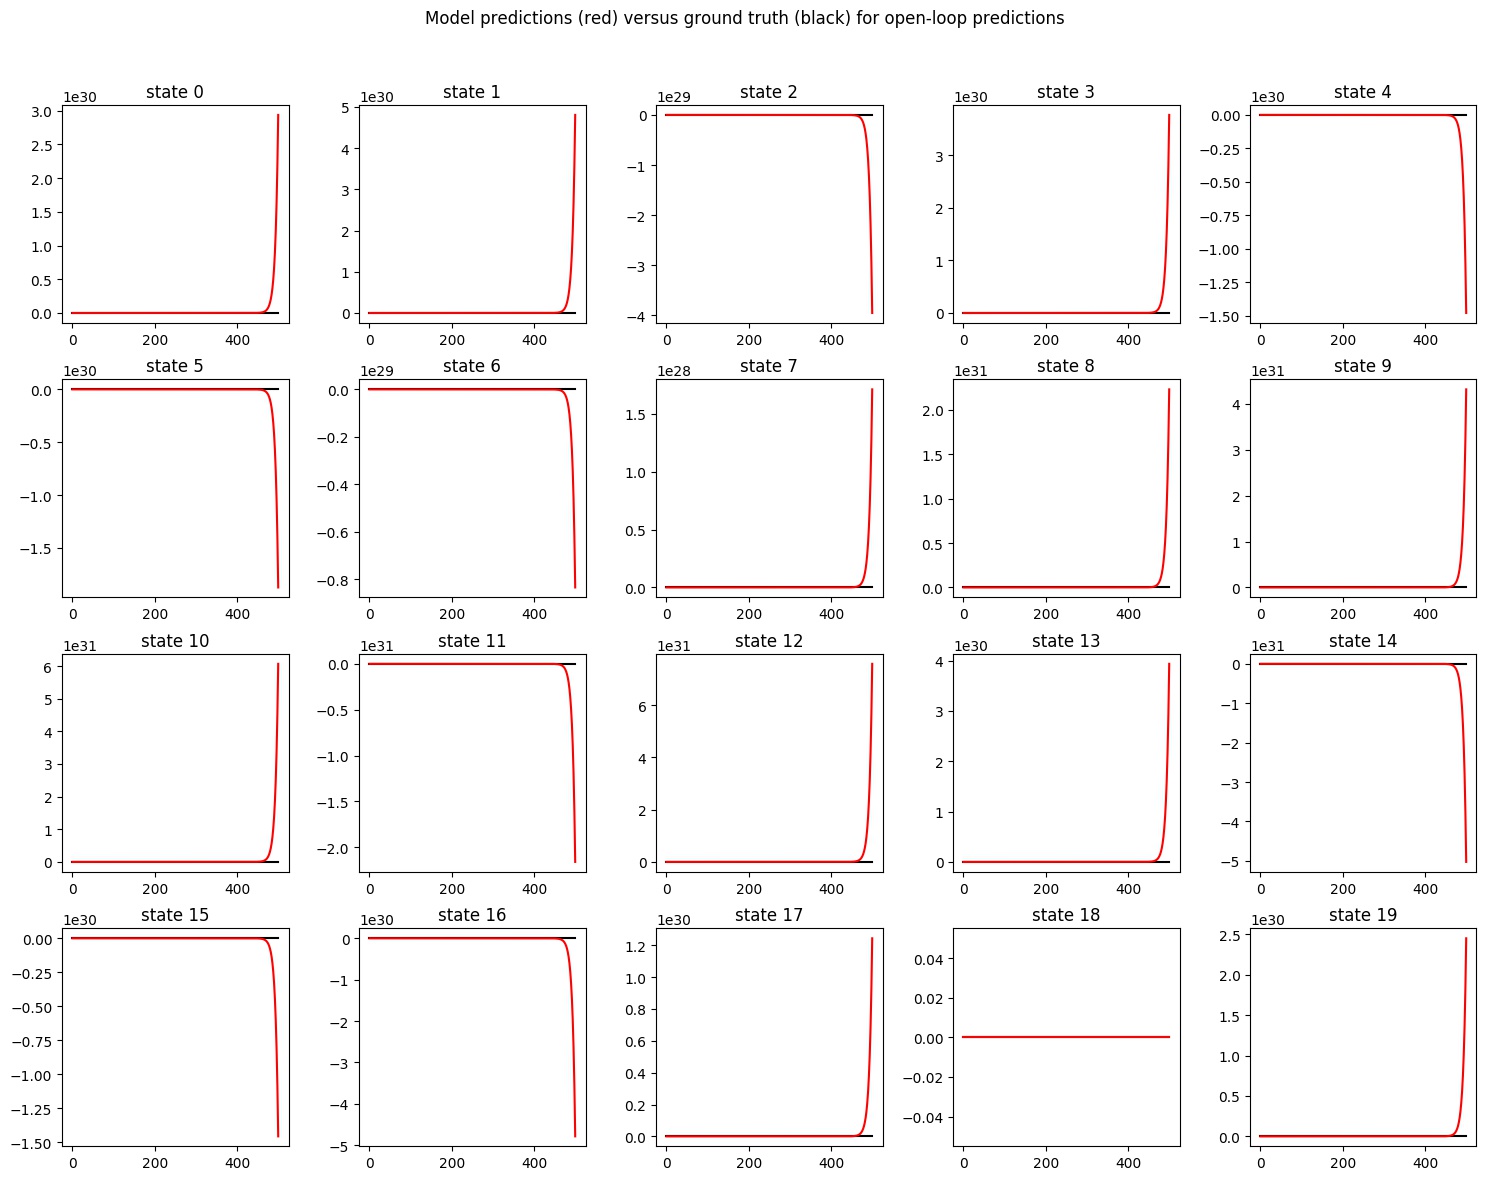 Model predictions (red) versus ground truth (black) for open-loop predictions
1e30 state 0
3.0
2.5
2.0
1.5
1.0
0.5
0.0
0 200 400
1e30 state 1
5
4
3
2
1
0
0 200 400
1e29 state 2
0
−1
−2
−3
−4
0 200 400
1e30 state 3
3
2
1
0
0 200 400
1e30 state 4
0.00
−0.25
−0.50
−0.75
−1.00
−1.25
−1.50
0 200 400
1e30 state 5
0.0
−0.5
−1.0
−1.5
0 200 400
1e29 state 6
0.0
−0.2
−0.4
−0.6
−0.8
0 200 400
1e28 state 7
1.5
1.0
0.5
0.0
0 200 400
1e31 state 8
2.0
1.5
1.0
0.5
0.0
0 200 400
1e31 state 9
4
3
2
1
0
0 200 400
1e31 state 10
6
5
4
3
2
1
0
0 200 400
1e31 state 11
0.0
−0.5
−1.0
−1.5
−2.0
0 200 400
1e31 state 12
6
4
2
0
0 200 400
1e30 state 13
4
3
2
1
0
0 200 400
1e31 state 14
0
−1
−2
−3
−4
−5
0 200 400
1e30 state 15
0.00
−0.25
−0.50
−0.75
−1.00
−1.25
−1.50
0 200 400
1e30 state 16
0
−1
−2
−3
−4
−5
0 200 400
1e30 state 17
1.2
1.0
0.8
0.6
0.4
0.2
0.0
0 200 400
state 18
0.04
0.02
0.00
−0.02
−0.04
0 200 400
1e30 state 19
2.5
2.0
1.5
1.0
0.5
0.0
0 200 400